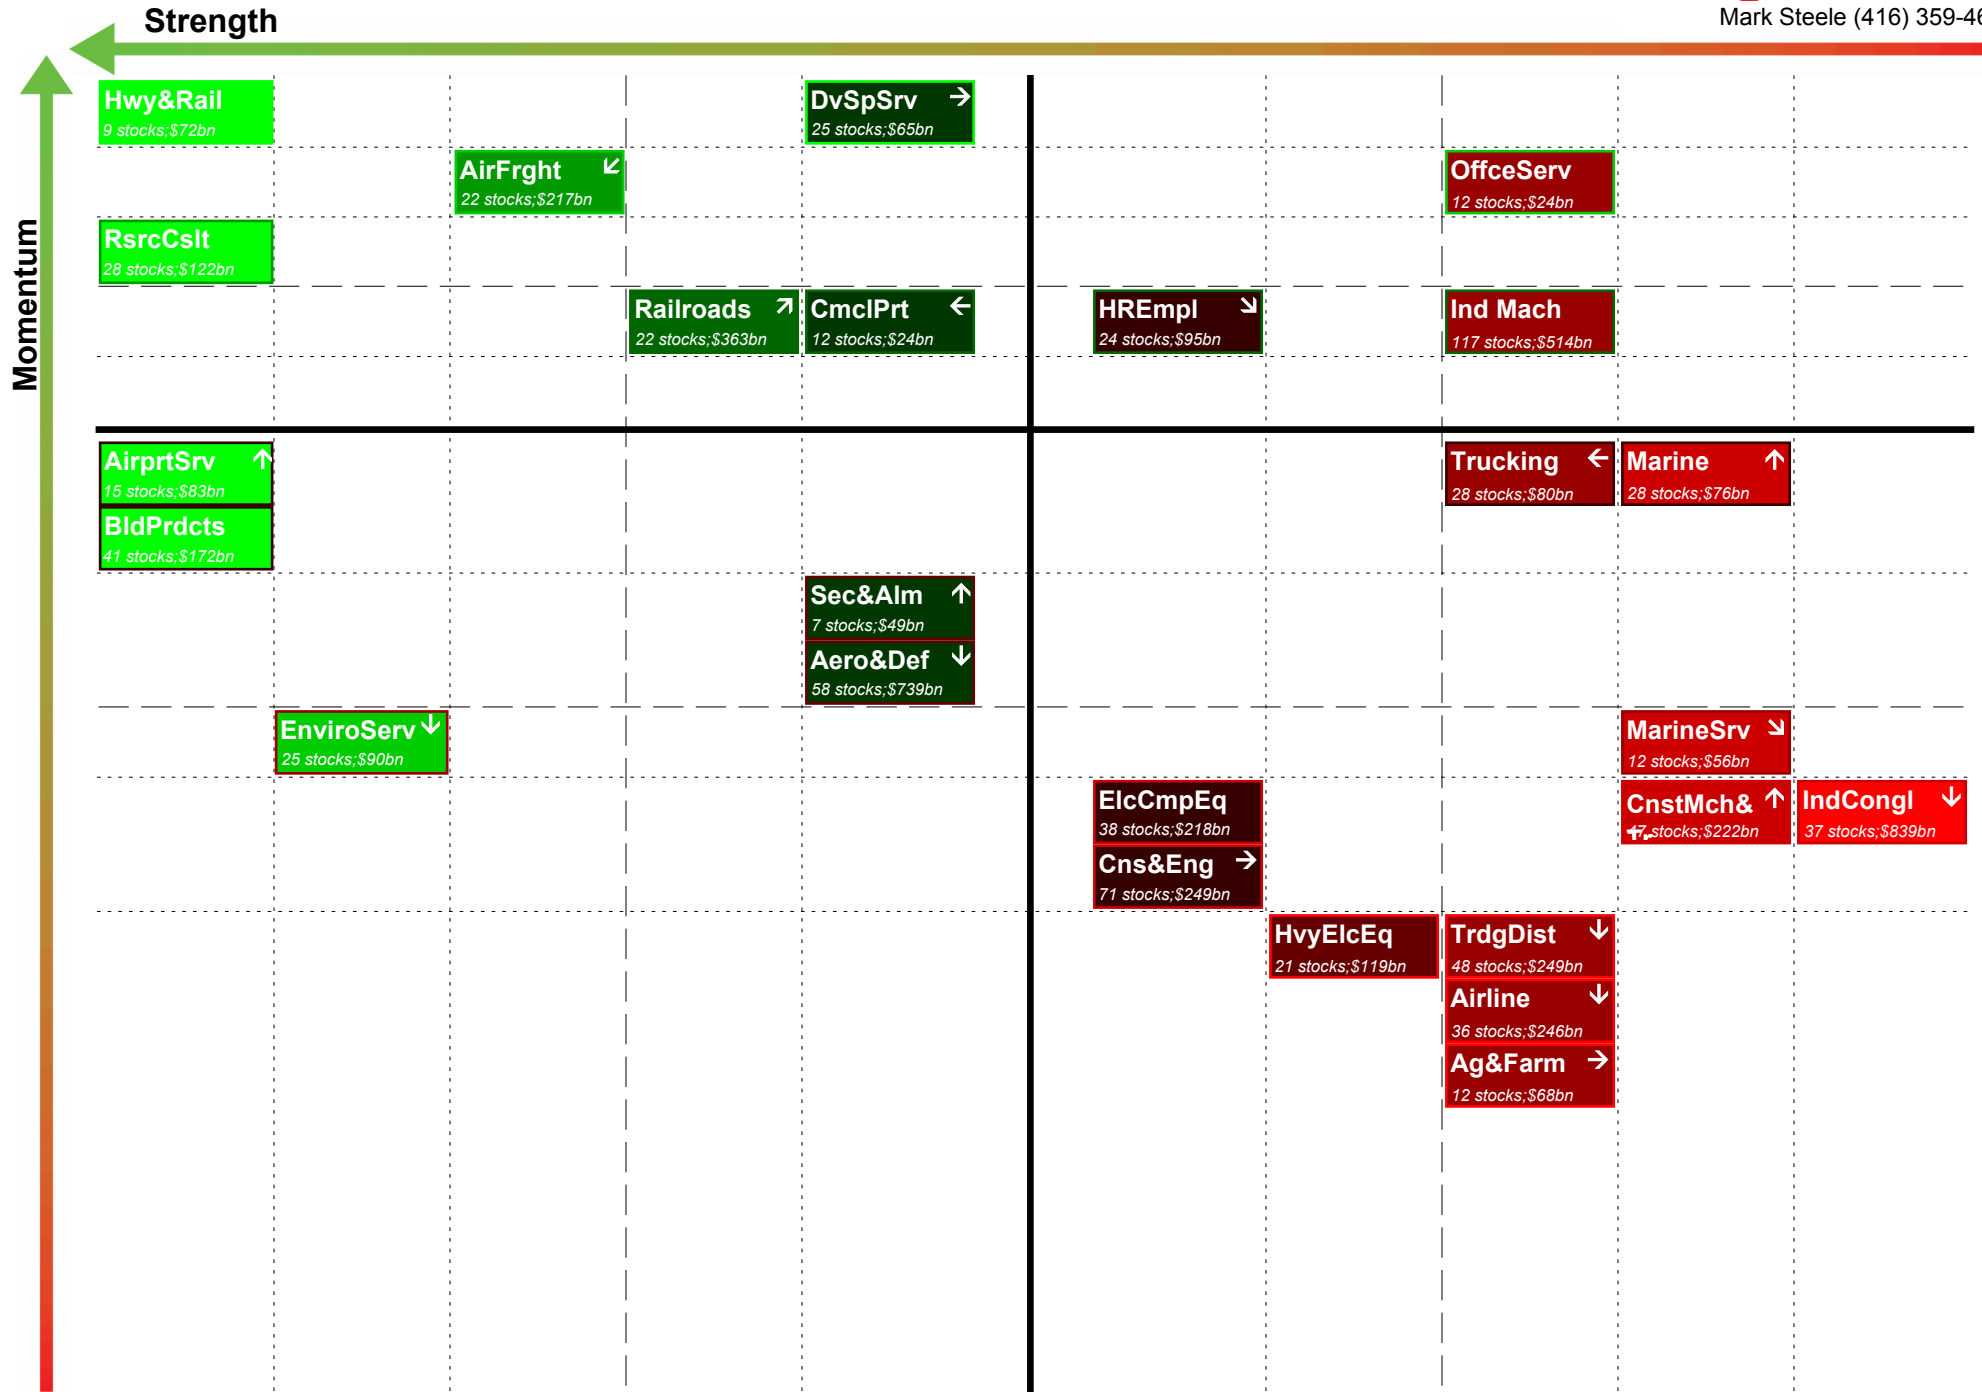 Strength
Mark Steele (416) 359-46
Momentum
Hwy&Rail
9 stocks;$72bn
DvSpSrv →
25 stocks;$65bn
AirFrght ↙
22 stocks;$217bn
OffceServ
12 stocks;$24bn
RsrcCslt
28 stocks;$122bn
Railroads ↗
22 stocks;$363bn
CmclPrt ←
12 stocks;$24bn
HREmpl ↘
24 stocks;$95bn
Ind Mach
117 stocks;$514bn
AirprtSrv ↑
15 stocks;$83bn
Trucking ←
28 stocks;$80bn
Marine ↑
28 stocks;$76bn
BldPrdcts
41 stocks;$172bn
Sec&Alm ↑
7 stocks;$49bn
Aero&Def ↓
58 stocks;$739bn
EnviroServ ↓
25 stocks;$90bn
MarineSrv ↘
12 stocks;$56bn
ElcCmpEq
38 stocks;$218bn
CnstMch& ↑
stocks;$222bn
IndCongl ↓
37 stocks;$839bn
Cns&Eng →
71 stocks;$249bn
HvyElcEq
21 stocks;$119bn
TrdgDist ↓
48 stocks;$249bn
Airline ↓
36 stocks;$246bn
Ag&Farm →
12 stocks;$68bn